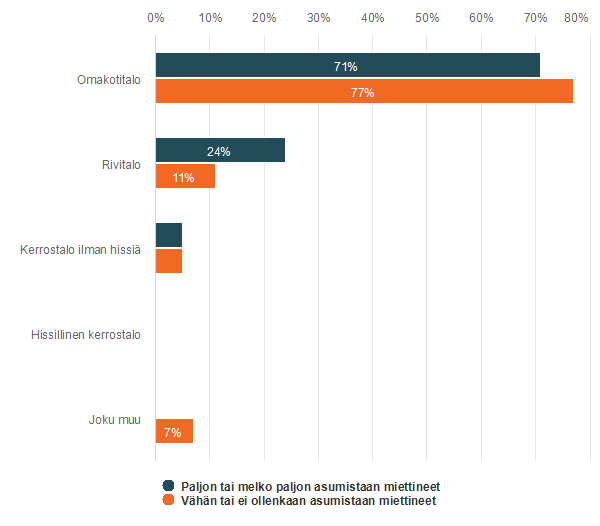 0% 10% 20% 30% 40% 50% 60% 70% 80%
Omakotitalo
71%
77%
Rivitalo
24%
11%
Kerrostalo ilman hissiä
Hissillinen kerrostalo
Joku muu
7%
Paljon tai melko paljon asumistaan miettineet
Vähän tai ei ollenkaan asumistaan miettineet